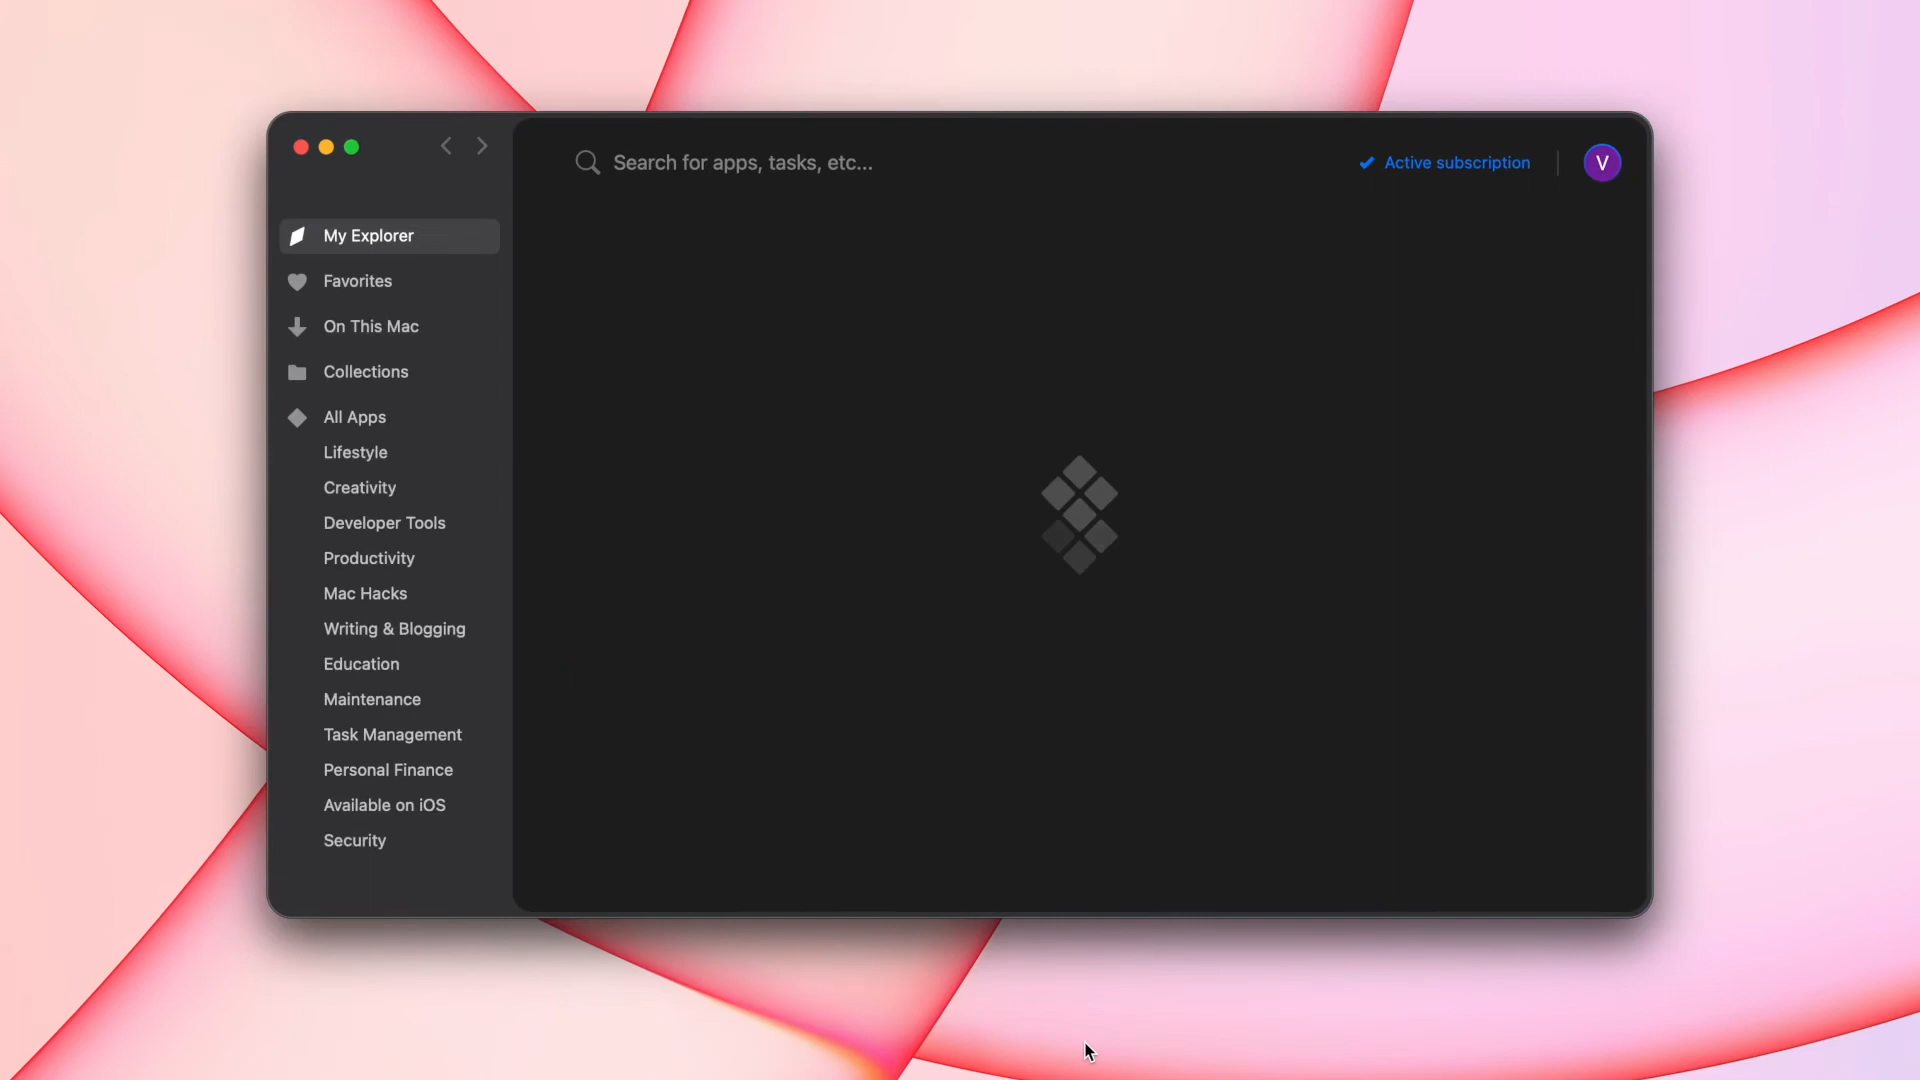 Search for apps, tasks, etc...
Active subscription
V
My Explorer
Favorites
On This Mac
Collections
All Apps
Lifestyle
Creativity
Developer Tools
Productivity
Mac Hacks
Writing & Blogging
Education
Maintenance
Task Management
Personal Finance
Available on iOS
Security